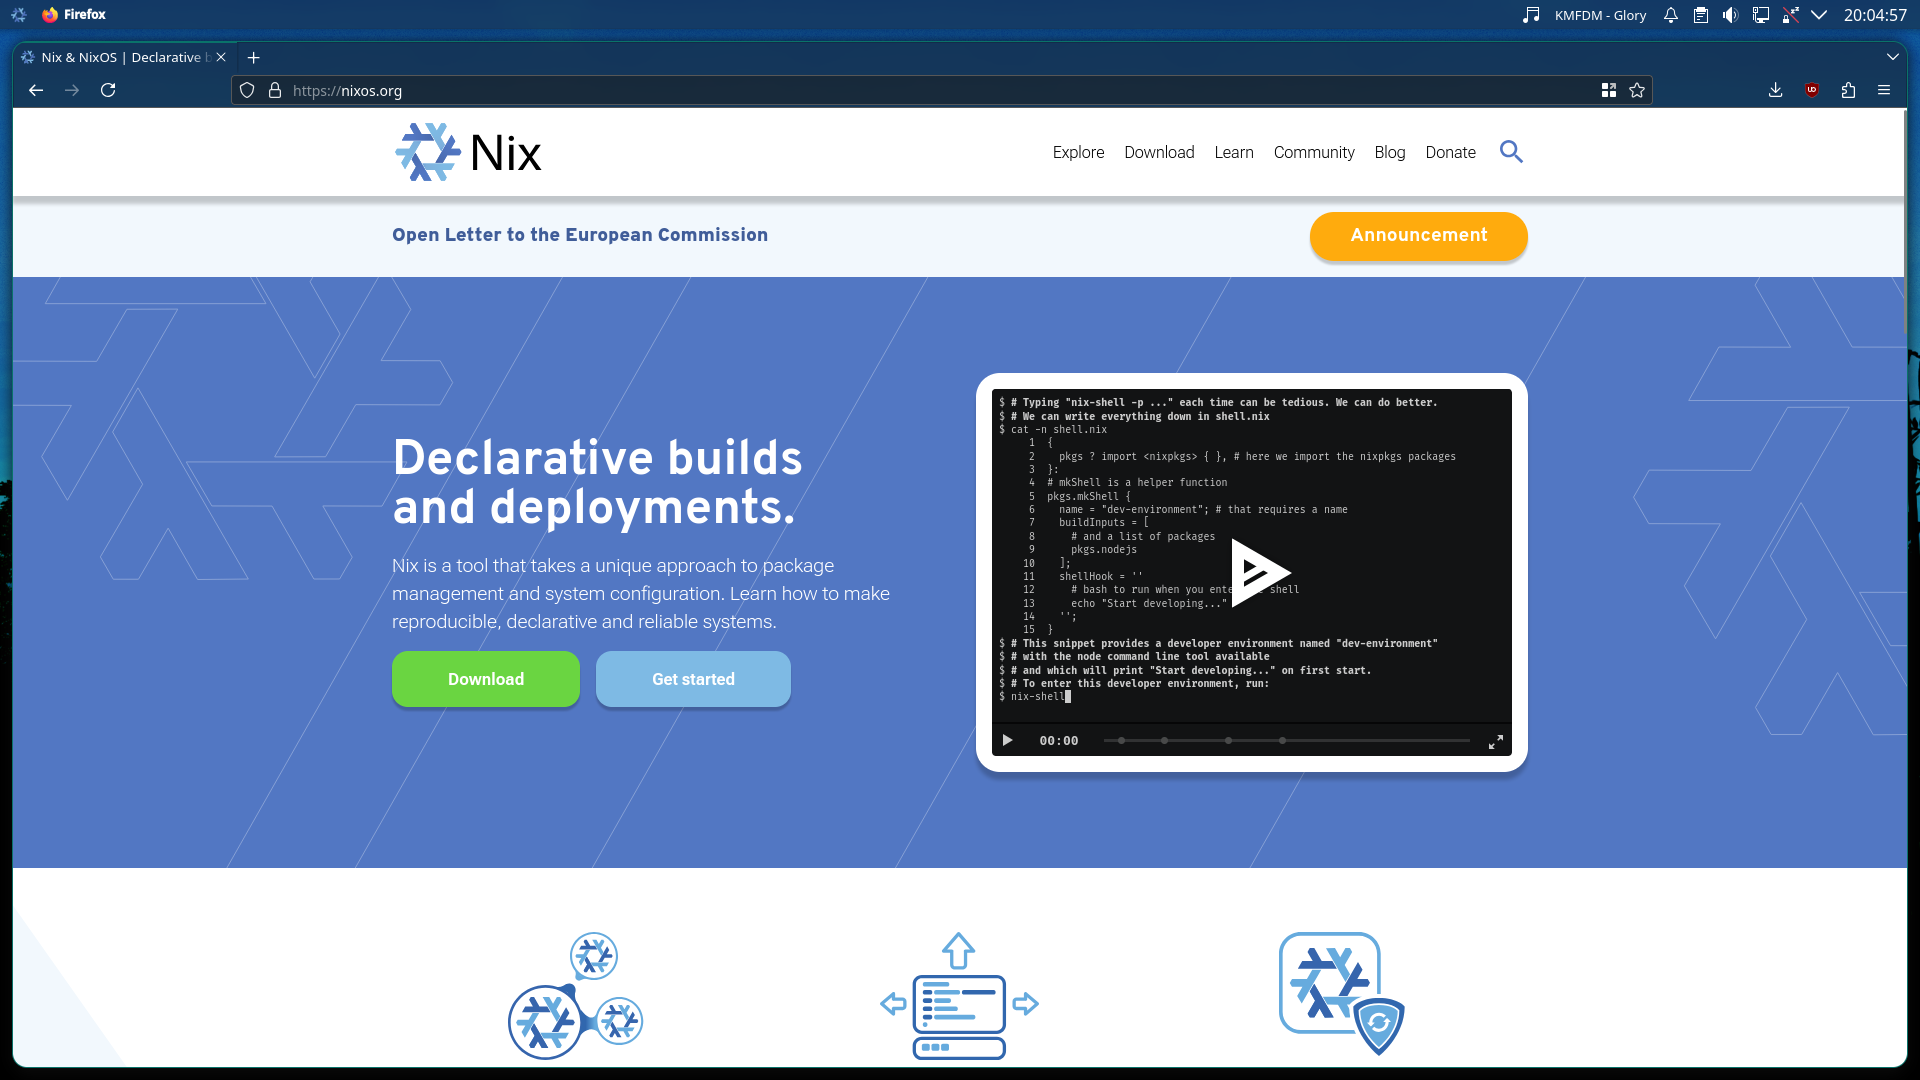 Firefox
KMFDM - Glory
20:04:57
Nix & NixOS | Declarative b
https://nixos.org
Nix
Explore Download Learn Community Blog Donate
Open Letter to the European Commission
Announcement
Declarative builds
and deployments.
Nix is a tool that takes a unique approach to package
management and system configuration. Learn how to make
reproducible, declarative and reliable systems.
Download
Get started
$ # Typing "nix-shell -p ..." each time can be tedious. We can do better.
$ # We can write everything down in shell.nix
$ cat -n shell.nix
1 {
2 pkgs ? import <nixpkgs> { }, # here we import the nixpkgs packages
3 }:
4 # mkShell is a helper function
5 pkgs.mkShell {
6 name = "dev-environment"; # that requires a name
7 buildInputs = [
8 # and a list of packages
9 pkgs.nodejs
10 ];
11 shellHook = ''
12 # bash to run when you ente shell
13 echo "Start developing..."
14 '';
15 }
$ # This snippet provides a developer environment named "dev-environment"
$ # with the node command line tool available
$ # and which will print "Start developing..." on first start.
$ # To enter this developer environment, run:
$ nix-shell
00:00